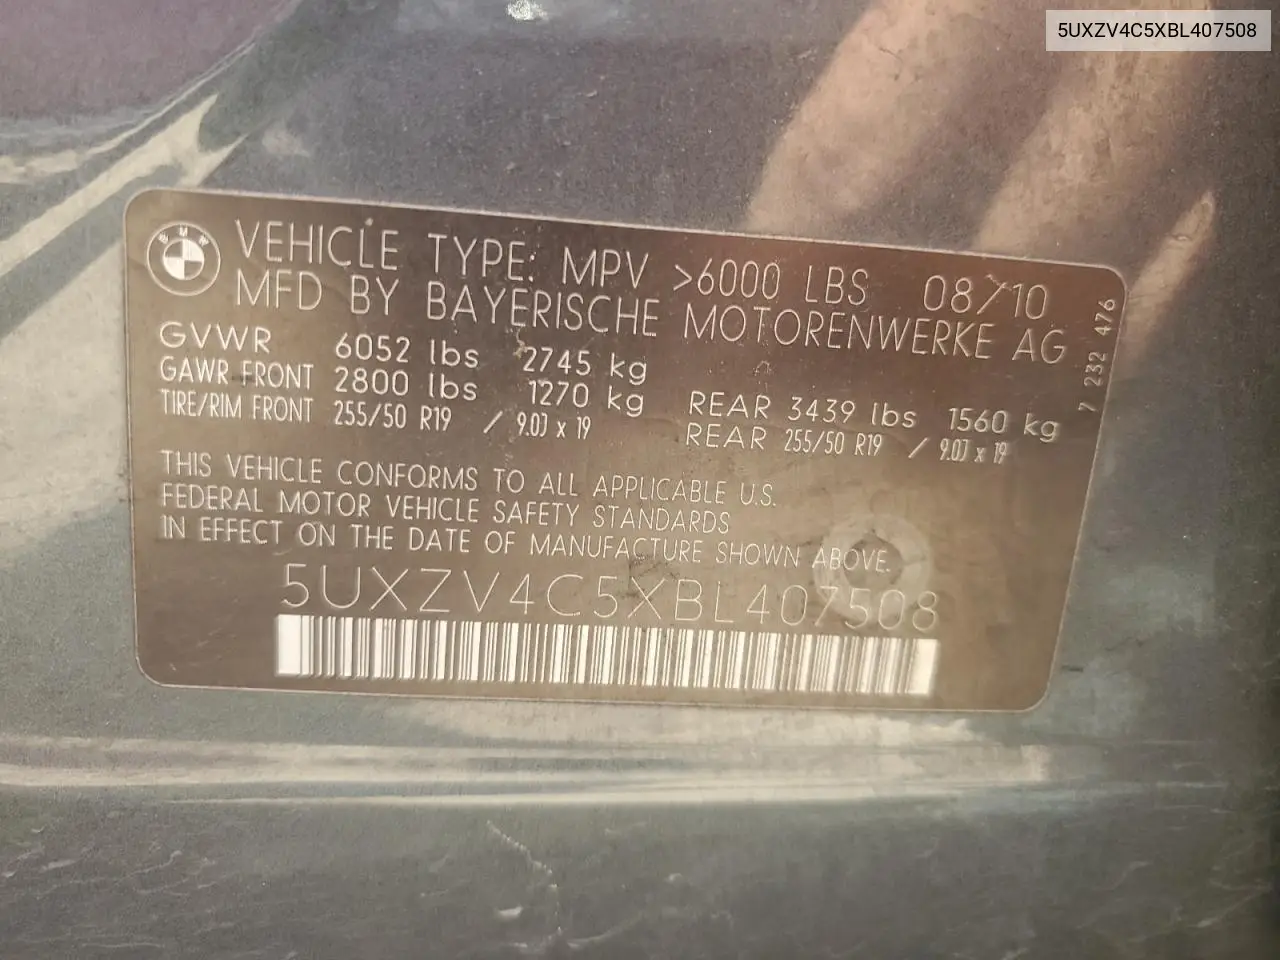 5UXZV4C5XBL407508
BMW
VEHICLE TYPE: MPV >6000 LBS 08/10
MFD BY BAYERISCHE MOTORENWERKE AG
GVWR 6052 lbs 2745 kg
GAWR FRONT 2800 lbs 1270 kg REAR 3439 lbs 1560 kg
TIRE/RIM FRONT 255/50 R19 / 9.0J x 19 REAR 255/50 R19 / 9.0J x 19
7 232 476
THIS VEHICLE CONFORMS TO ALL APPLICABLE U.S.
FEDERAL MOTOR VEHICLE SAFETY STANDARDS
IN EFFECT ON THE DATE OF MANUFACTURE SHOWN ABOVE.
5UXZV4C5XBL407508